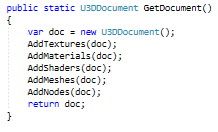 public static U3DDocument GetDocument()
{
    var doc = new U3DDocument();
    AddTextures(doc);
    AddMaterials(doc);
    AddShaders(doc);
    AddMeshes(doc);
    AddNodes(doc);
    return doc;
}